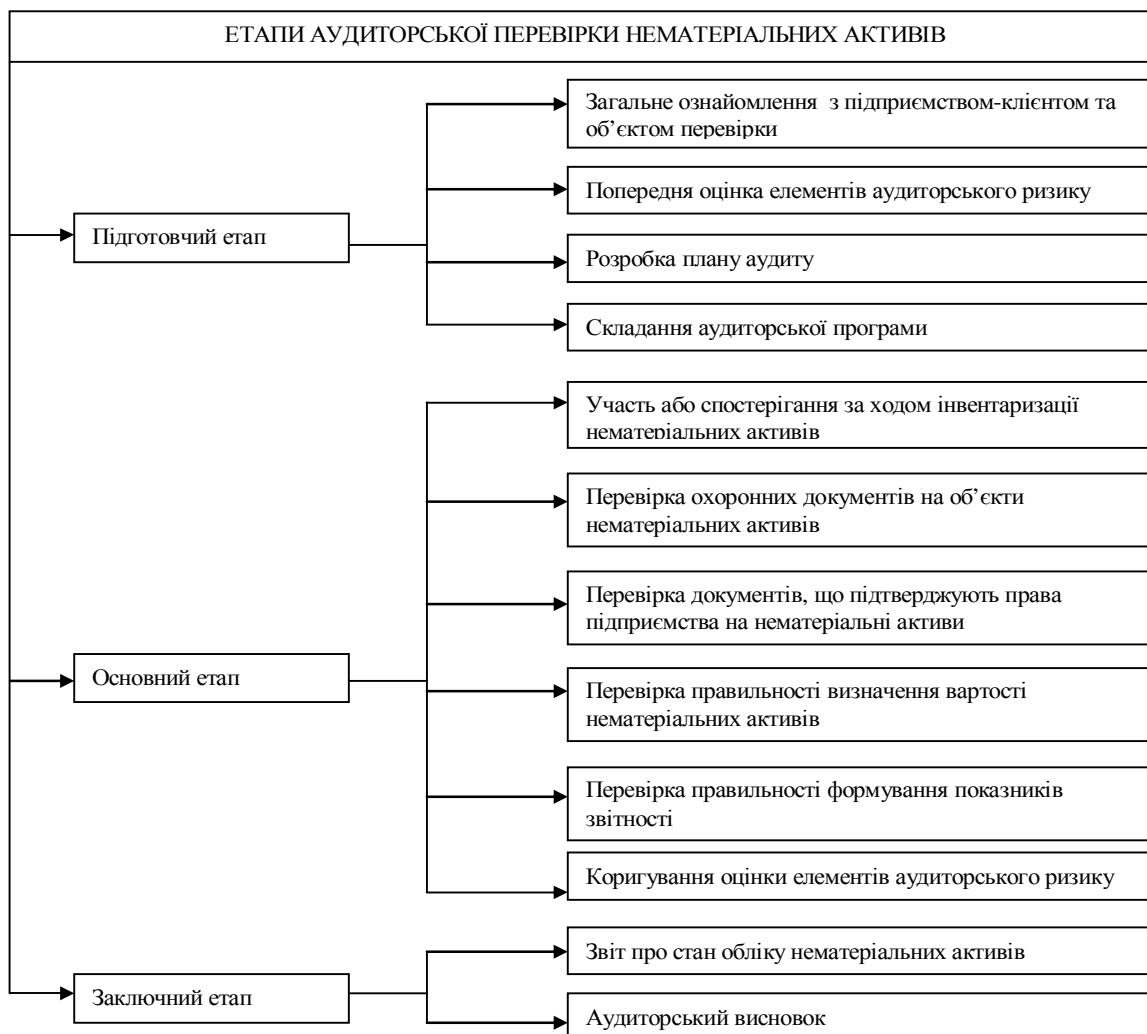 ЕТАПИ АУДИТОРСЬКОЇ ПЕРЕВІРКИ НЕМАТЕРІАЛЬНИХ АКТИВІВ
Підготовчий етап
Загальне ознайомлення з підприємством-клієнтом та
об’єктом перевірки
Попередня оцінка елементів аудиторського ризику
Розробка плану аудиту
Складання аудиторської програми
Основний етап
Участь або спостерігання за ходом інвентаризації
нематеріальних активів
Перевірка охоронних документів на об’єкти
нематеріальних активів
Перевірка документів, що підтверджують права
підприємства на нематеріальні активи
Перевірка правильності визначення вартості
нематеріальних активів
Перевірка правильності формування показників
звітності
Коригування оцінки елементів аудиторського ризику
Заключний етап
Звіт про стан обліку нематеріальних активів
Аудиторський висновок